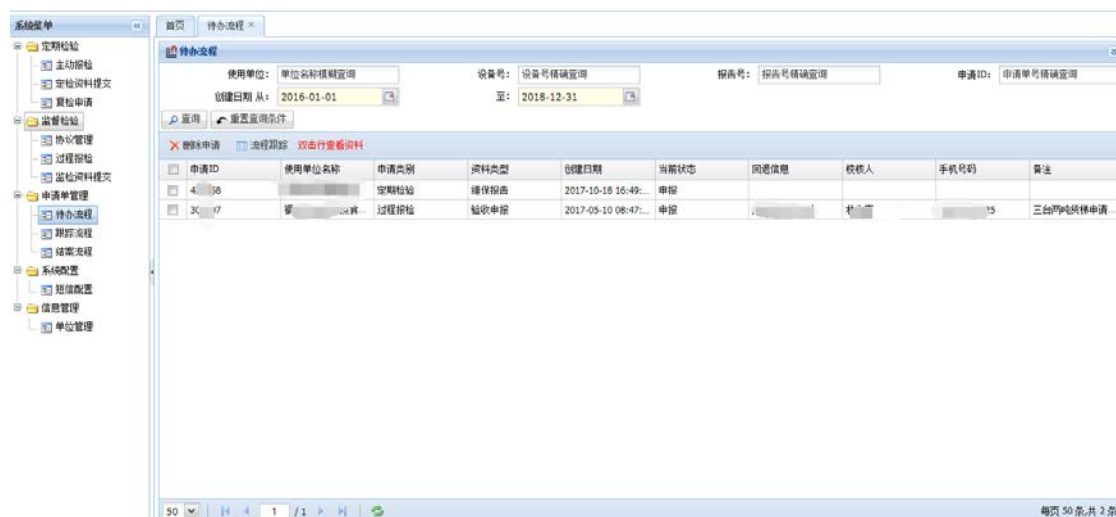 系统菜单
首页 待办流程 ×
定期检验
主动报检
定检资料提交
复检申请
监督检验
协议管理
过程报检
监检资料提交
申请单管理
待办流程
跟踪流程
结案流程
系统配置
短信配置
信息管理
单位管理
待办流程
使用单位: 单位名称模糊查询 设备号: 设备号精确查询 报告号: 报告号精确查询 申请ID: 申请单号精确查询
创建日期 从: 2016-01-01 至: 2018-12-31
查询 重置查询条件
删除申请 流程跟踪 双击行查看资料
申请ID 使用单位名称 申请类别 资料类型 创建日期 当前状态 回退信息 校核人 手机号码 备注
定期检验 维保报告 2017-10-18 16:49:... 申报
过程报检 验收申报 2017-05-10 08:47:... 申报 三台两吨货梯申请...
50 1 /1 每页 50 条,共 2 条